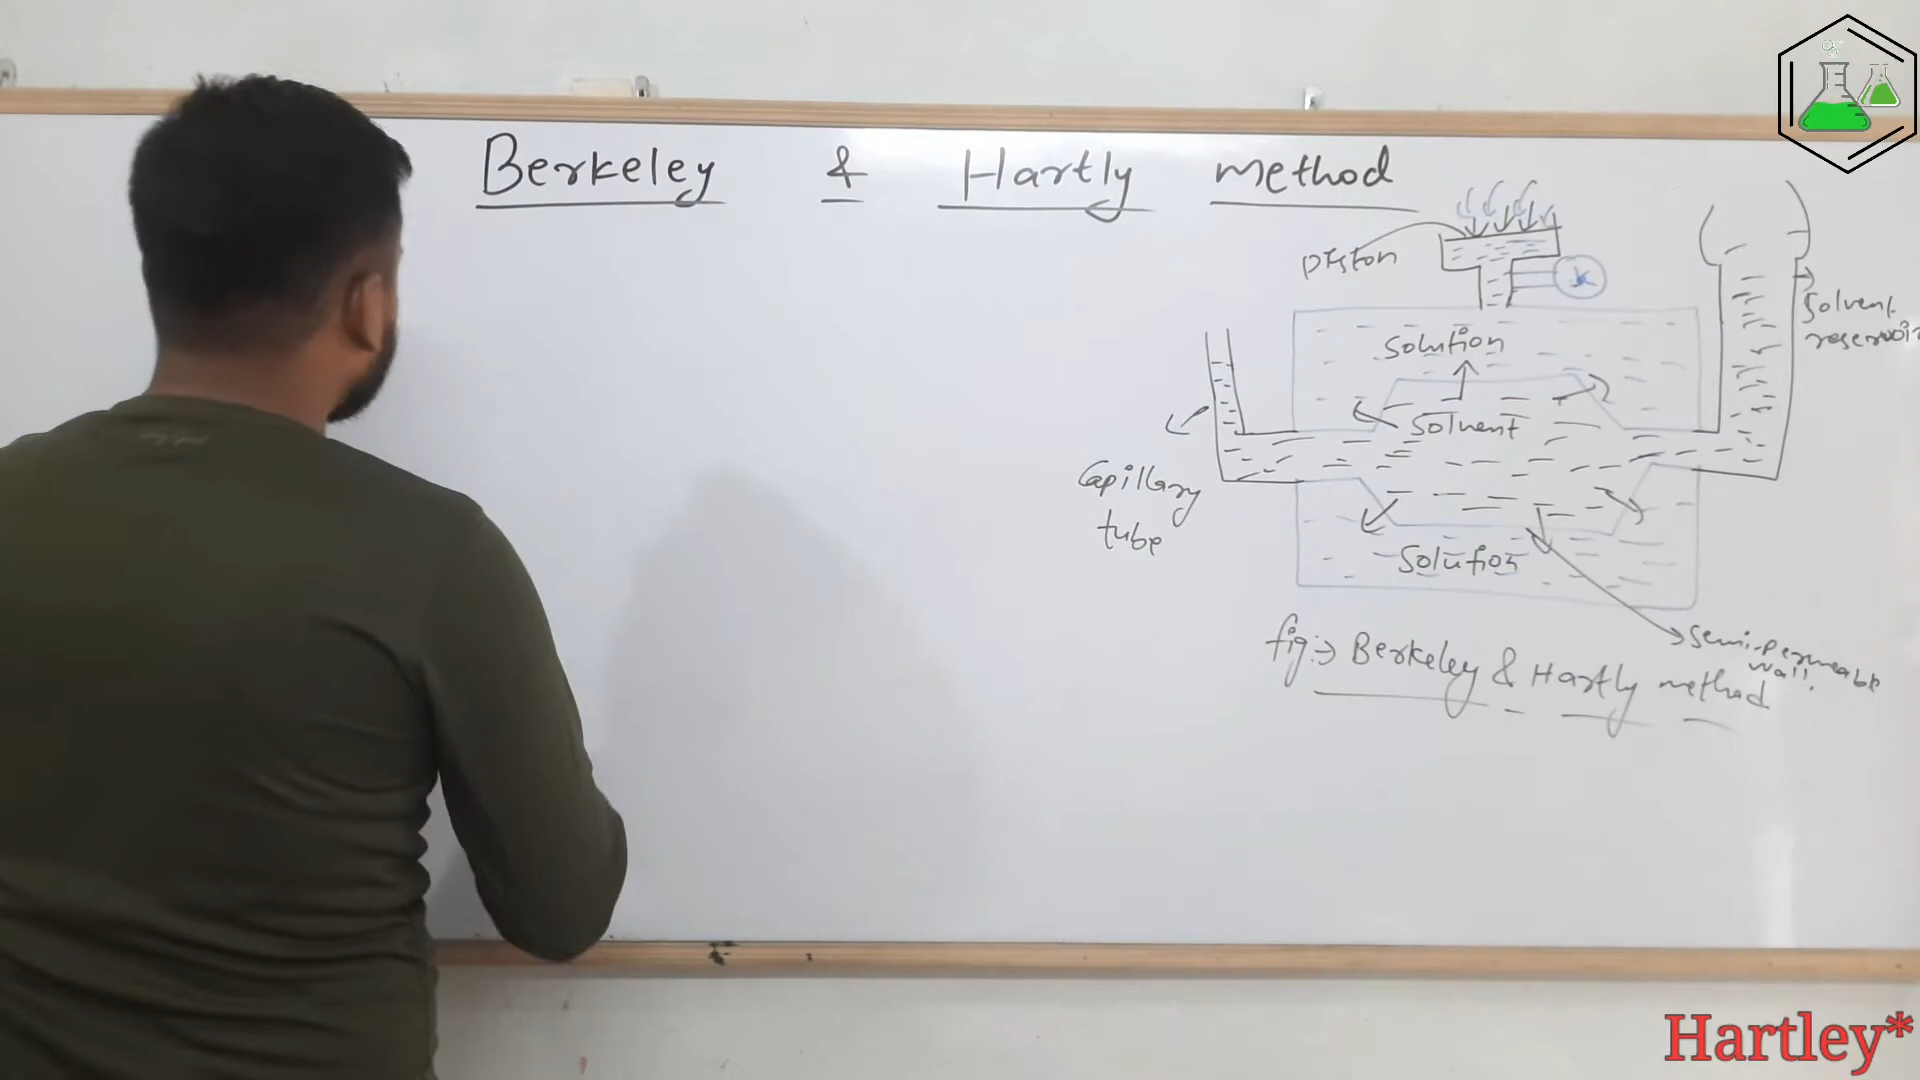 Berkeley & Hartly method
piston
Solvent
reservoir
Solution
Solvent
Capillary
tube
Solution
Semi-permeable
wall.
fig:→ Berkeley & Hartly method
Hartley*